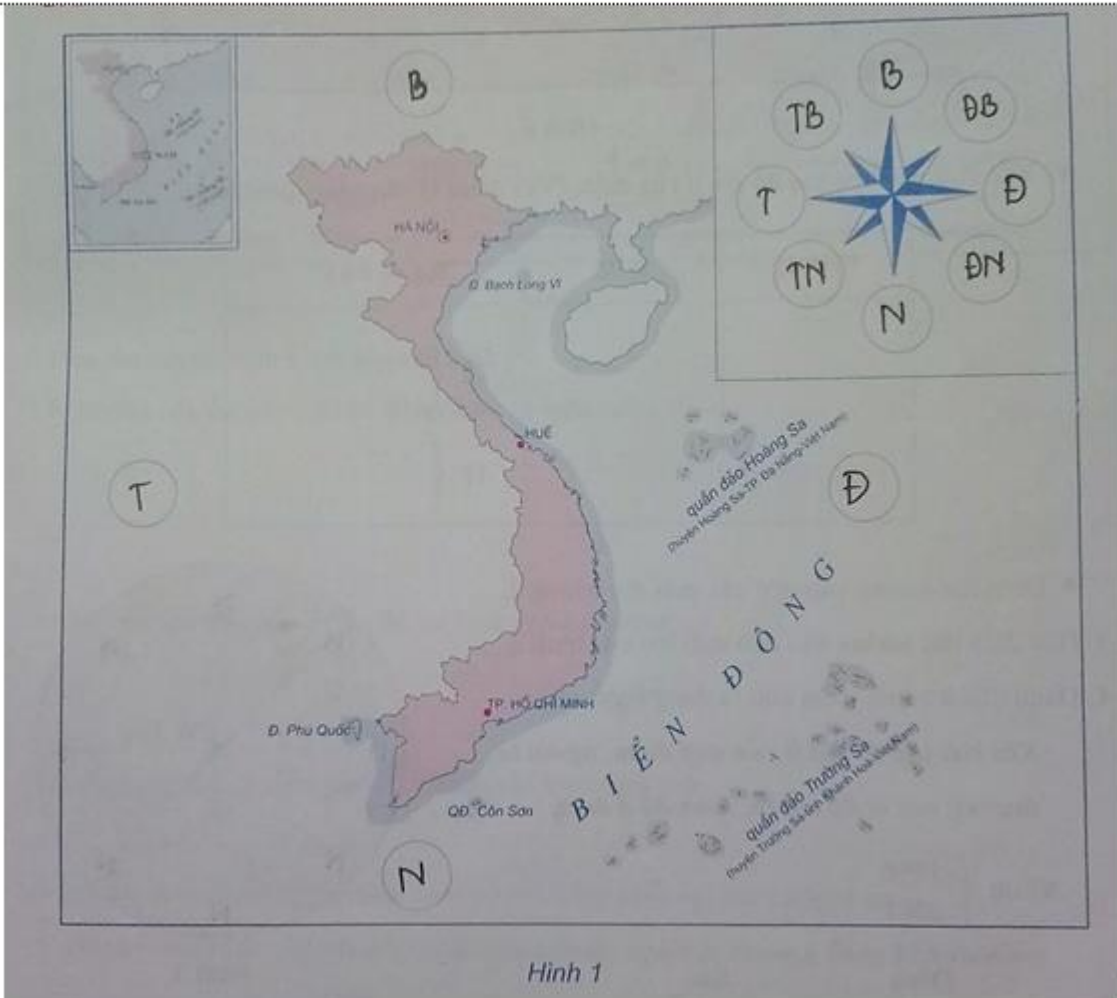 B
B
TB
ĐB
T
Đ
TN
ĐN
N
HÀ NỘI
Đ. Bạch Long Vĩ
HUẾ
quần đảo Hoàng Sa
(huyện Hoàng Sa-TP. Đà Nẵng-Việt Nam)
T
Đ
BIỂN ĐÔNG
TP. HỒ CHÍ MINH
Đ. Phú Quốc
QĐ. Côn Sơn
quần đảo Trường Sa
(huyện Trường Sa-tỉnh Khánh Hoà-Việt Nam)
N
Hình 1